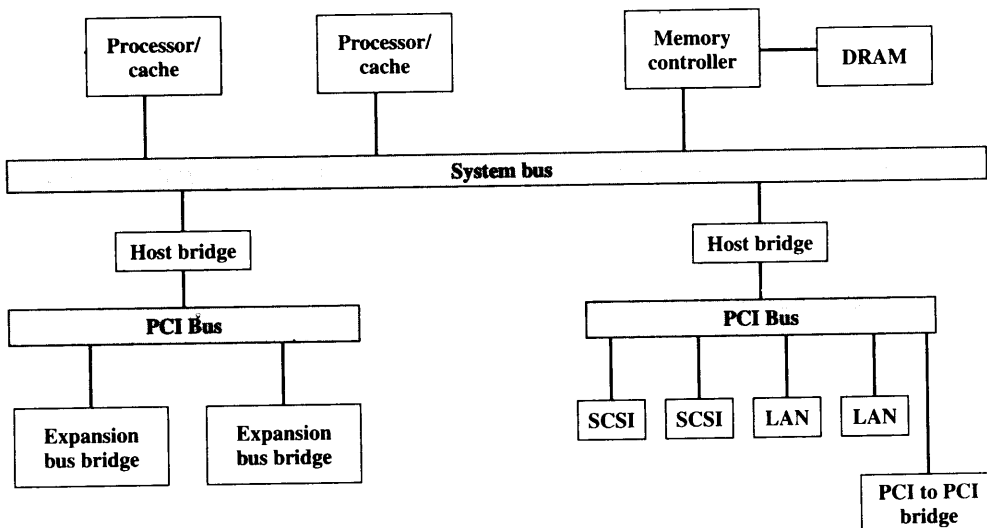 Processor/
cache
Processor/
cache
Memory
controller
DRAM
System bus
Host bridge
Host bridge
PCI Bus
PCI Bus
Expansion
bus bridge
Expansion
bus bridge
SCSI
SCSI
LAN
LAN
PCI to PCI
bridge